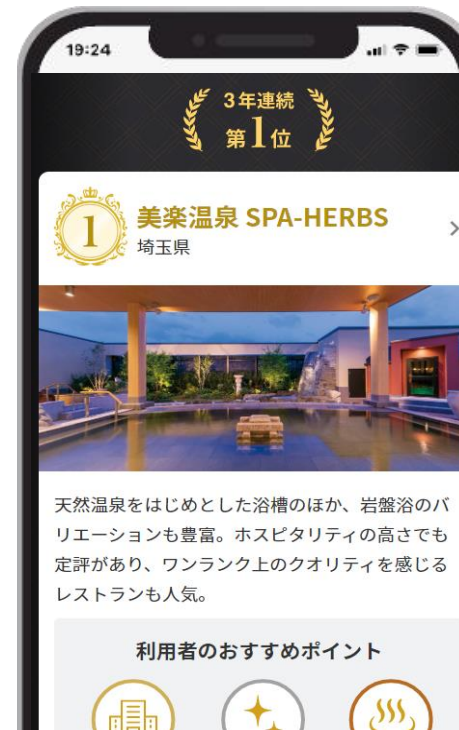 19:24
3年連続
第1位
1
美楽温泉 SPA-HERBS
埼玉県
天然温泉をはじめとした浴槽のほか、岩盤浴のバ
リエーションも豊富。ホスピタリティの高さでも
定評があり、ワンランク上のクオリティを感じる
レストランも人気。
利用者のおすすめポイント